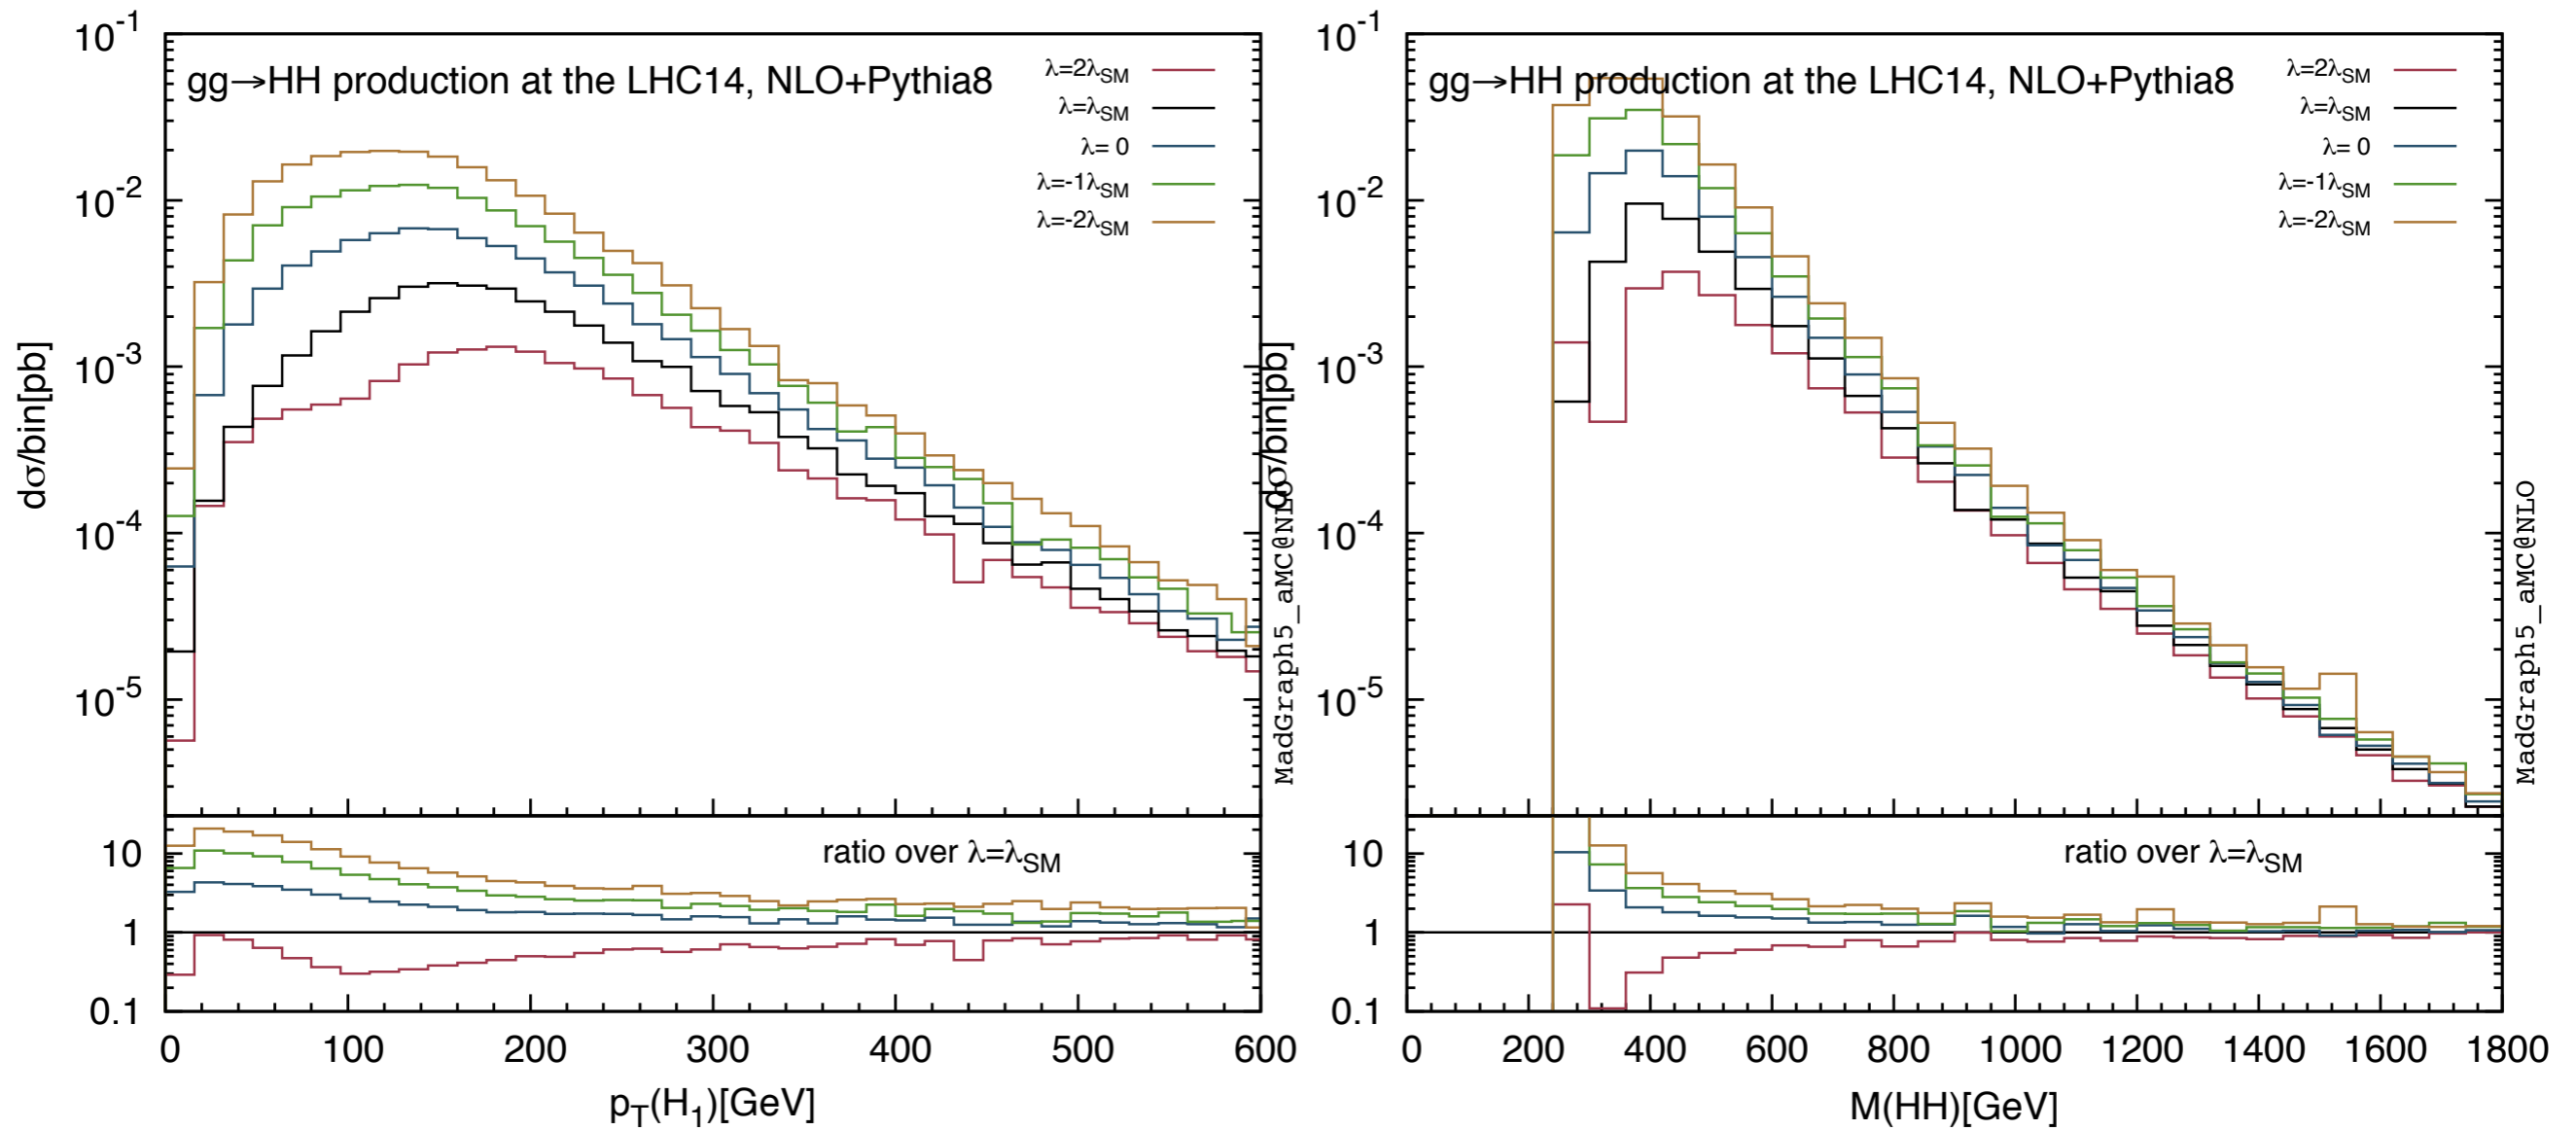 gg→HH production at the LHC14, NLO+Pythia8
λ=2λSM
λ=λSM
λ= 0
λ=-1λSM
λ=-2λSM
dσ/bin[pb]
10-1
10-2
10-3
10-4
10-5
MadGraph5_aMC@NLO
ratio over λ=λSM
10
1
0.1
0 100 200 300 400 500 600
pT(H1)[GeV]
gg→HH production at the LHC14, NLO+Pythia8
λ=2λSM
λ=λSM
λ= 0
λ=-1λSM
λ=-2λSM
dσ/bin[pb]
10-1
10-2
10-3
10-4
10-5
MadGraph5_aMC@NLO
ratio over λ=λSM
10
1
0.1
0 200 400 600 800 1000 1200 1400 1600 1800
M(HH)[GeV]